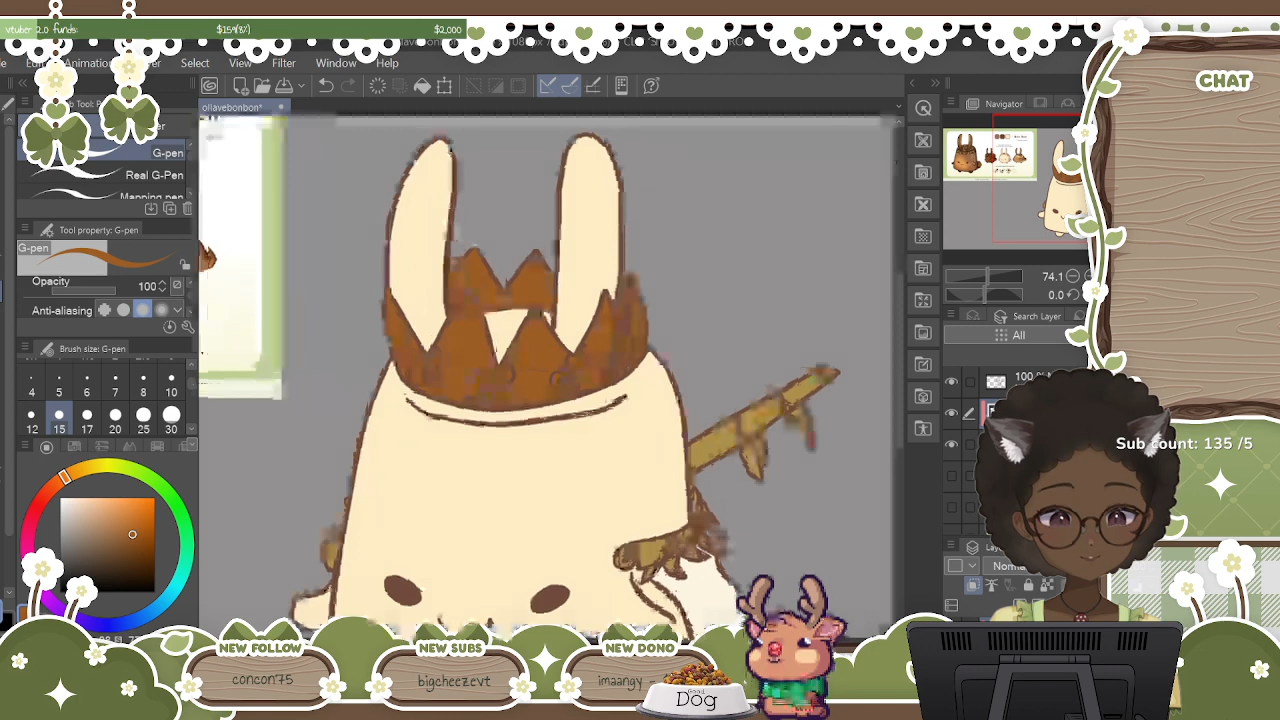 vtuber 2.0 funds: $159(8%) $2,000
Select View Filter Window Help
ollavebonbon*
G-pen
Real G-Pen
Mapping pen
Navigator
CHAT
Tool property: G-pen
G-pen
Opacity 100
Anti-aliasing
Brush size: G-pen
4 5 6 7 8 10
12 15 17 20 25 30
74.1
0.0
Search Layer
All
100 %
Sub count: 135 /5
NEW FOLLOW
concon75
NEW SUBS
bigcheezevt
NEW DONO
imaangy -
Dog